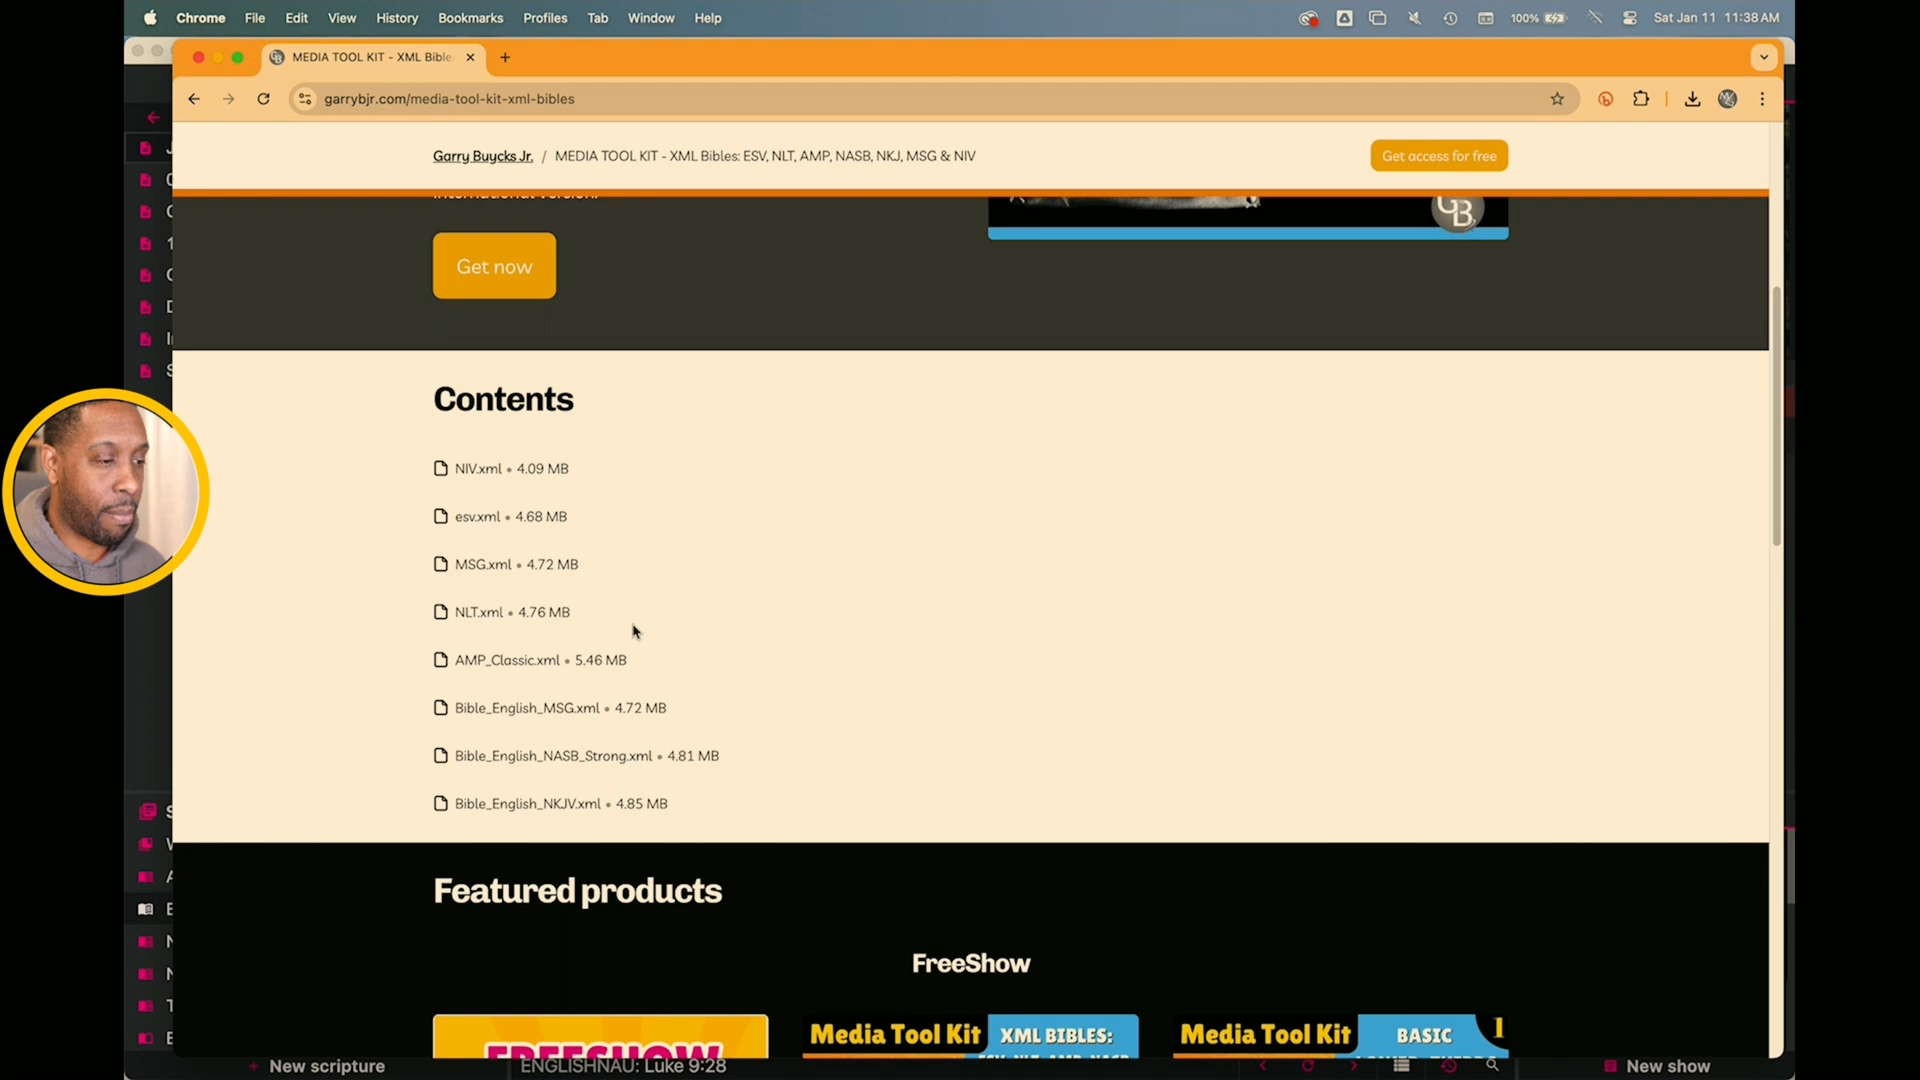 Chrome File Edit View History Bookmarks Profiles Tab Window Help 100% Sat Jan 11 11:38 AM
MEDIA TOOL KIT - XML Bible
garrybjr.com/media-tool-kit-xml-bibles
Garry Buycks Jr. / MEDIA TOOL KIT - XML Bibles: ESV, NLT, AMP, NASB, NKJ, MSG & NIV
Get access for free
GB
Get now
Contents
NIV.xml • 4.09 MB
esv.xml • 4.68 MB
MSG.xml • 4.72 MB
NLT.xml • 4.76 MB
AMP_Classic.xml • 5.46 MB
Bible_English_MSG.xml • 4.72 MB
Bible_English_NASB_Strong.xml • 4.81 MB
Bible_English_NKJV.xml • 4.85 MB
Featured products
FreeShow
FREESHOW
Media Tool Kit XML BIBLES:
Media Tool Kit BASIC 1
+ New scripture
ENGLISHNAU: Luke 9:28
New show